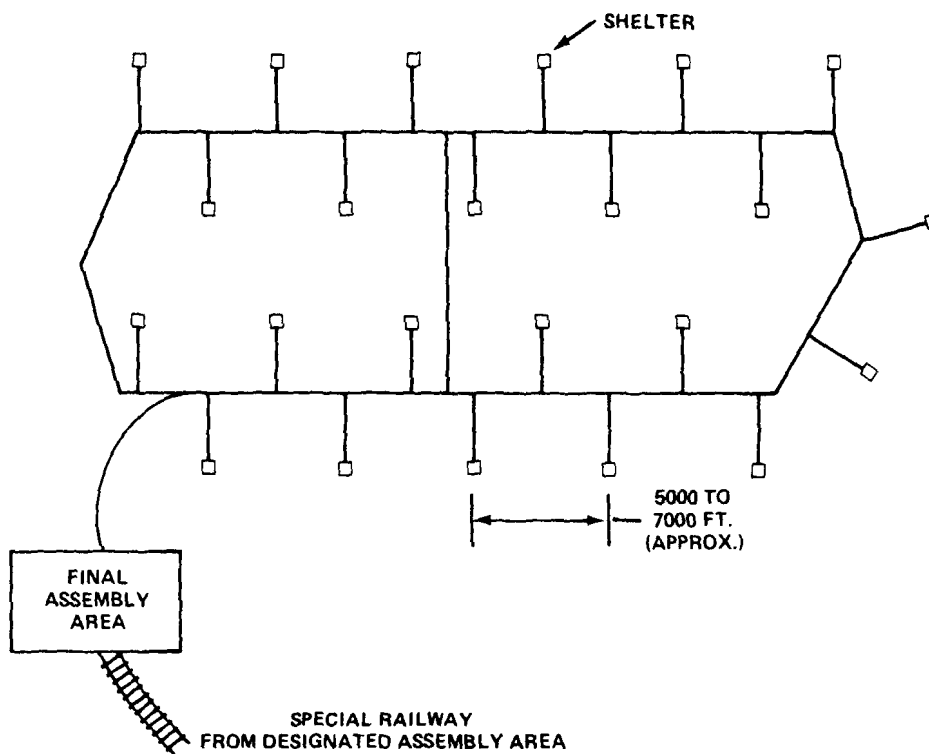 SHELTER
5000 TO
7000 FT.
(APPROX.)
FINAL
ASSEMBLY
AREA
SPECIAL RAILWAY
FROM DESIGNATED ASSEMBLY AREA